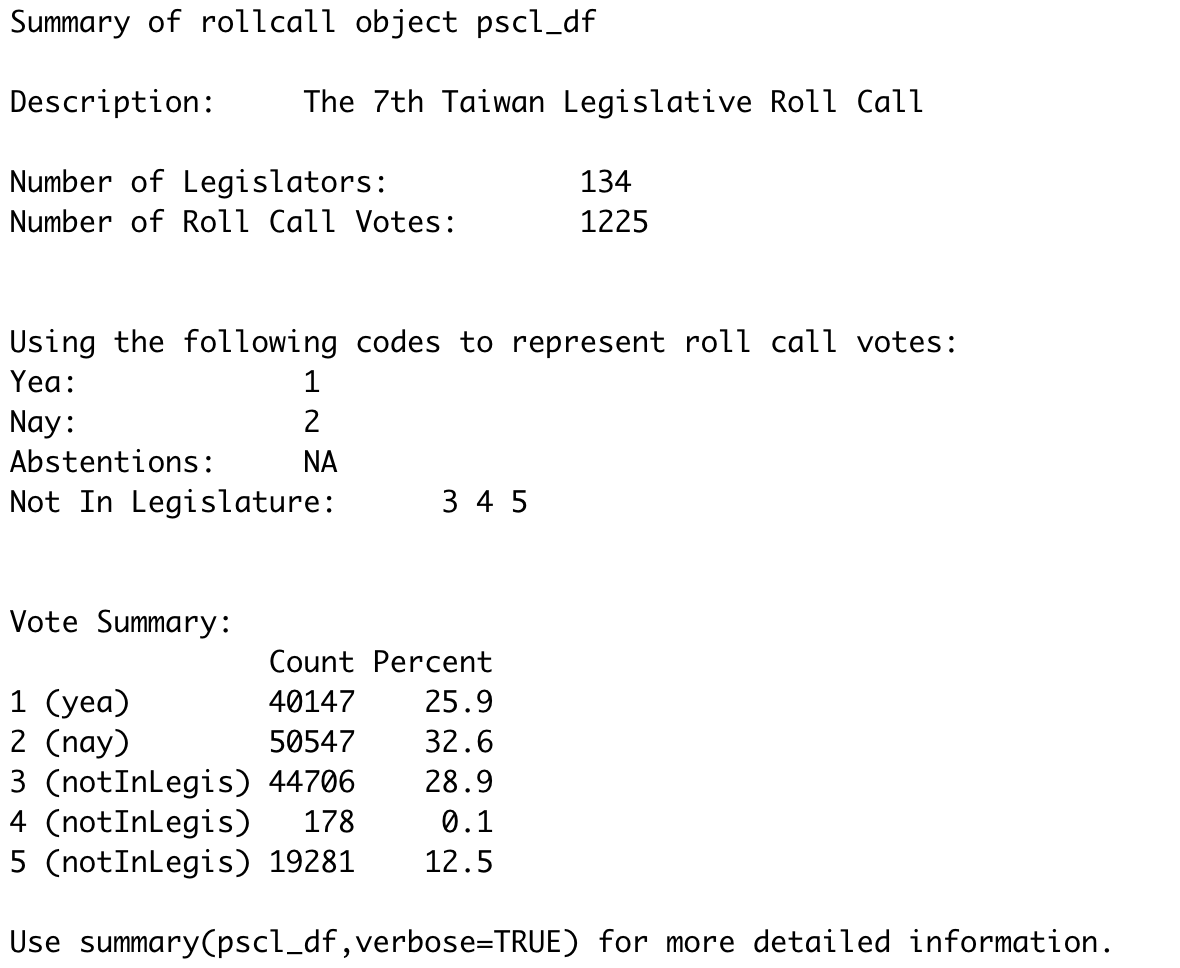 Summary of rollcall object pscl_df
Description: The 7th Taiwan Legislative Roll Call
Number of Legislators: 134
Number of Roll Call Votes: 1225
Using the following codes to represent roll call votes:
Yea: 1
Nay: 2
Abstentions: NA
Not In Legislature: 3 4 5
Vote Summary:
Count Percent
1 (yea) 40147 25.9
2 (nay) 50547 32.6
3 (notInLegis) 44706 28.9
4 (notInLegis) 178 0.1
5 (notInLegis) 19281 12.5
Use summary(pscl_df,verbose=TRUE) for more detailed information.